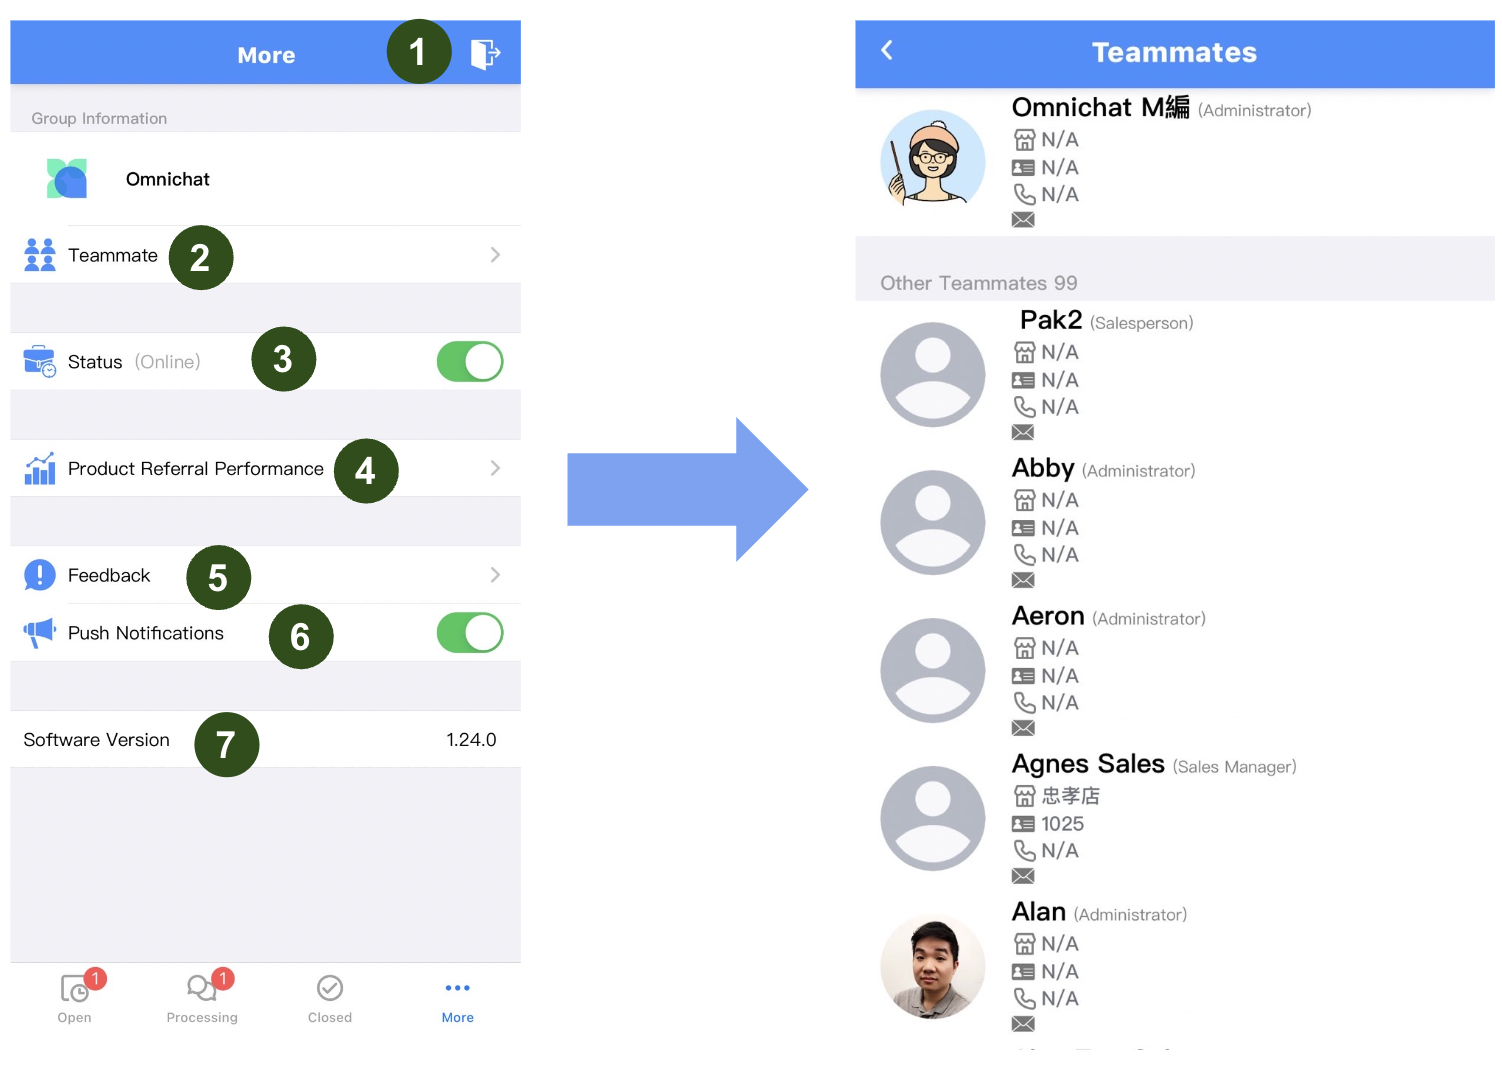 More
1
Group Information
Omnichat
Teammate
2
Status (Online)
3
Product Referral Performance
4
Feedback
5
Push Notifications
6
Software Version
7
1.24.0
1
Open
1
Processing
Closed
More
Teammates
Omnichat M編 (Administrator)
N/A
N/A
N/A
Other Teammates 99
Pak2 (Salesperson)
N/A
N/A
N/A
Abby (Administrator)
N/A
N/A
N/A
Aeron (Administrator)
N/A
N/A
N/A
Agnes Sales (Sales Manager)
忠孝店
1025
N/A
Alan (Administrator)
N/A
N/A
N/A